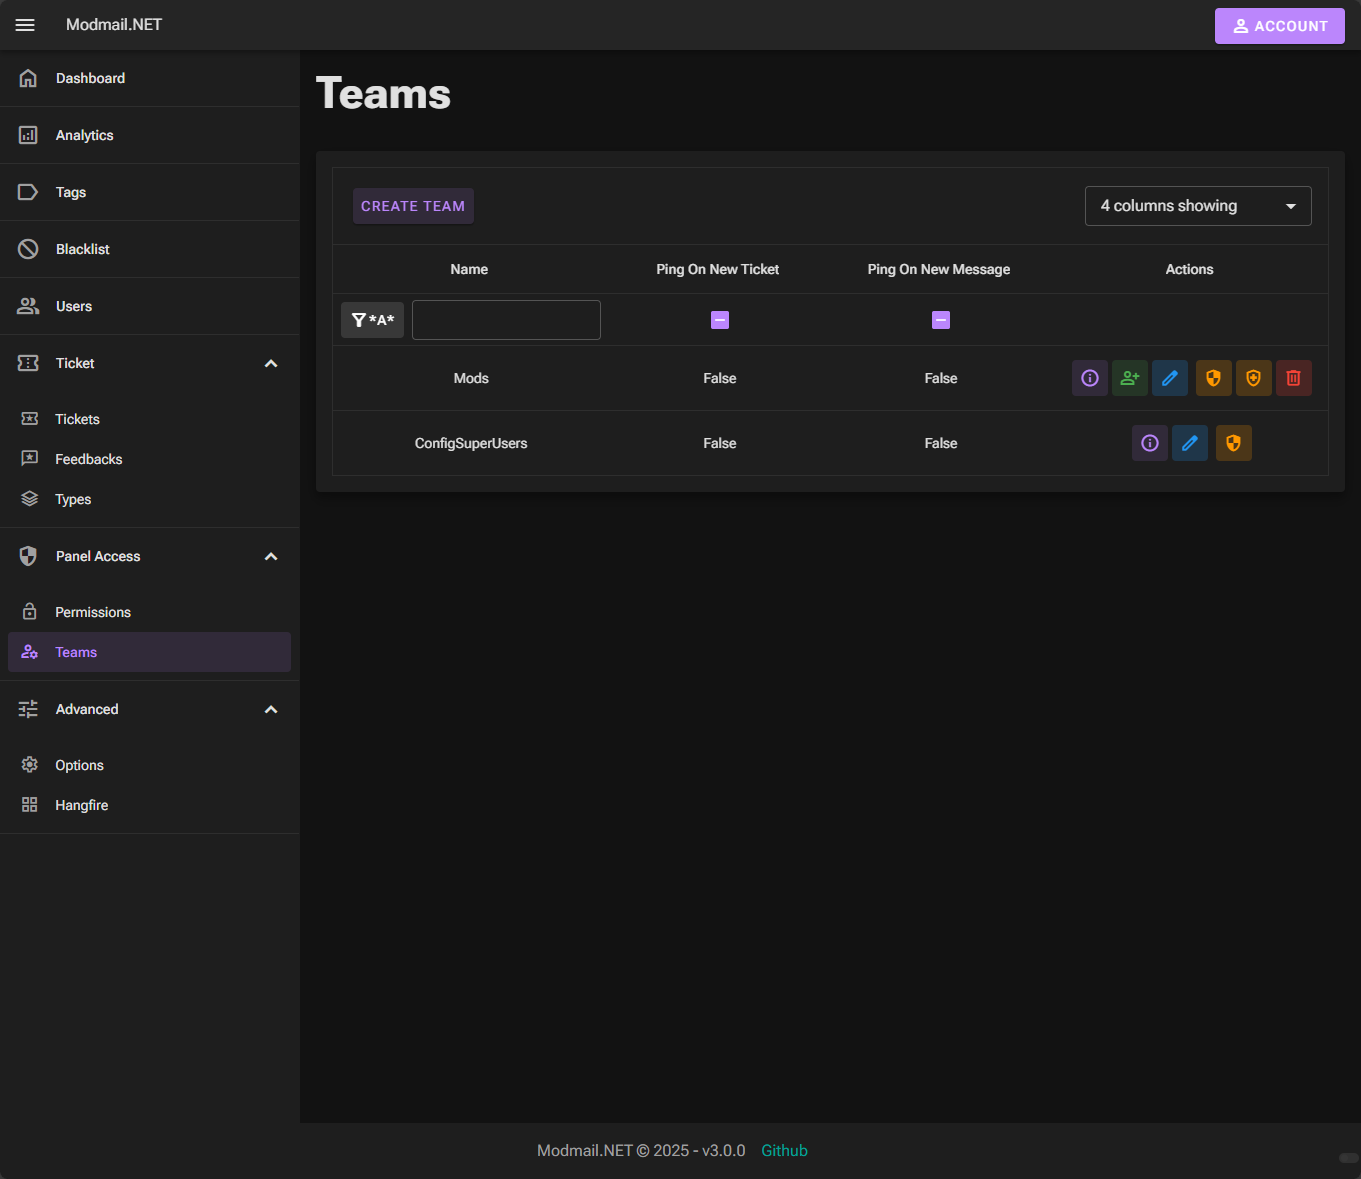 Modmail.NET
ACCOUNT
Dashboard
Analytics
Tags
Blacklist
Users
Ticket
Tickets
Feedbacks
Types
Panel Access
Permissions
Teams
Advanced
Options
Hangfire
Teams
CREATE TEAM
4 columns showing
Name Ping On New Ticket Ping On New Message Actions
*A*
Mods False False
ConfigSuperUsers False False
Modmail.NET © 2025 - v3.0.0 Github